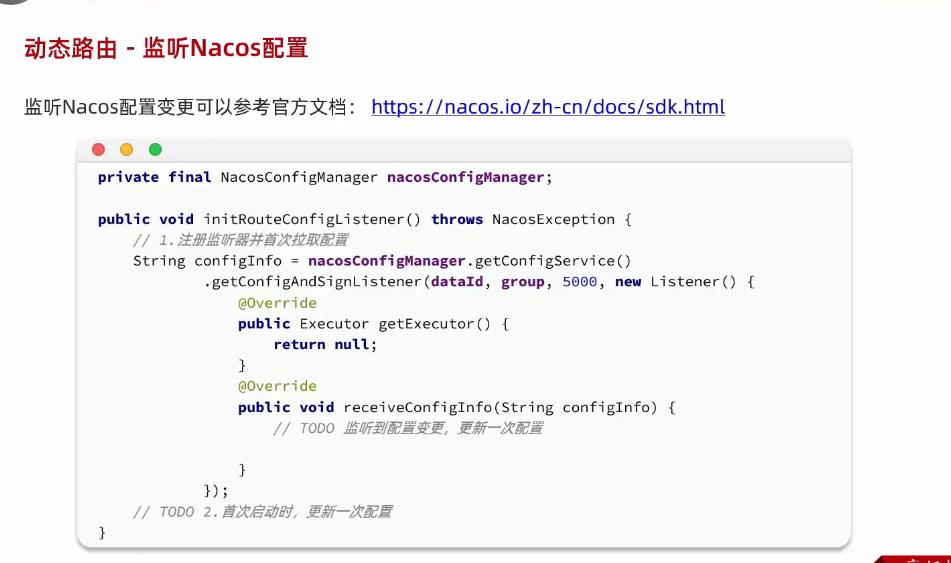 动态路由 - 监听Nacos配置
监听Nacos配置变更可以参考官方文档： https://nacos.io/zh-cn/docs/sdk.html
private final NacosConfigManager nacosConfigManager;
public void initRouteConfigListener() throws NacosException {
// 1.注册监听器并首次拉取配置
String configInfo = nacosConfigManager.getConfigService()
.getConfigAndSignListener(dataId, group, 5000, new Listener() {
@Override
public Executor getExecutor() {
return null;
}
@Override
public void receiveConfigInfo(String configInfo) {
// TODO 监听到配置变更，更新一次配置
}
});
// TODO 2.首次启动时，更新一次配置
}